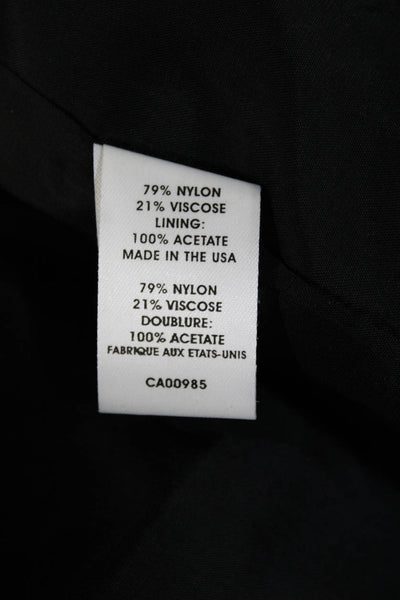 79% NYLON
21% VISCOSE
LINING:
100% ACETATE
MADE IN THE USA
79% NYLON
21% VISCOSE
DOUBLURE:
100% ACETATE
FABRIQUE AUX ETATS-UNIS
CA00985